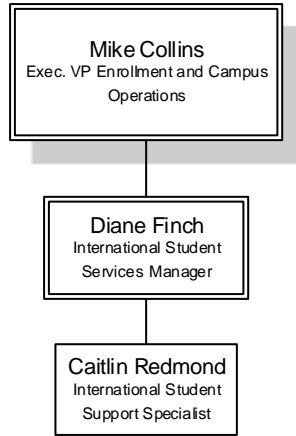 Mike Collins
Exec. VP Enrollment and Campus
Operations
Diane Finch
International Student
Services Manager
Caitlin Redmond
International Student
Support Specialist